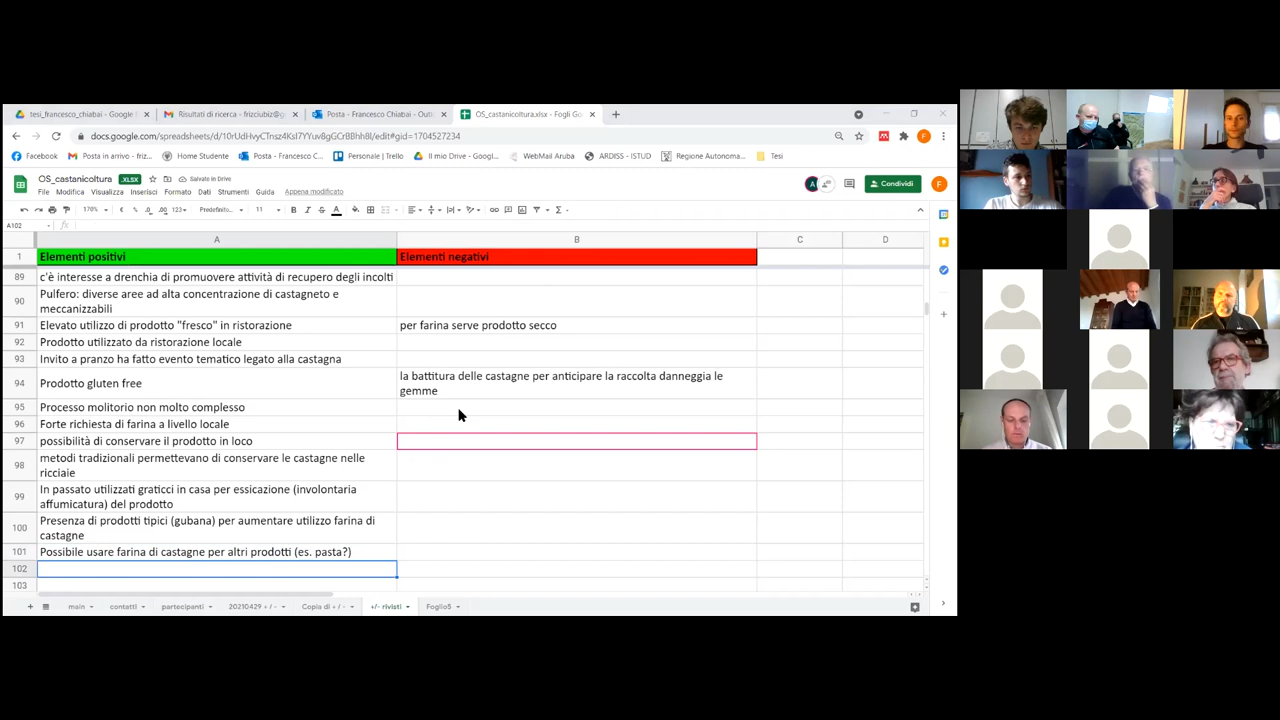 tesi_francesco_chiabai - Google
Risultati di ricerca - frizciubiz@g
Posta - Francesco Chiabai - Out
OS_castanicoltura.xlsx - Fogli Go
Facebook
Posta in arrivo - friz...
Home Studente
Posta - Francesco C...
Personale | Trello
Il mio Drive - Googl...
WebMail Aruba
ARDISS - ISTUD
Regione Autonoma...
Tesi
OS_castanicoltura .XLSX Salvato in Drive
File Modifica Visualizza Inserisci Formato Dati Strumenti Guida Appena modificato
A Condividi F
170% € % .0 .00 123 Predefinito... 11 B I S A Σ
A102 fx
A B C D
1 Elementi positivi Elementi negativi
89 c'è interesse a drenchia di promuovere attività di recupero degli incolti
90 Pulfero: diverse aree ad alta concentrazione di castagneto e
meccanizzabili
91 Elevato utilizzo di prodotto "fresco" in ristorazione per farina serve prodotto secco
92 Prodotto utilizzato da ristorazione locale
93 Invito a pranzo ha fatto evento tematico legato alla castagna
94 Prodotto gluten free la battitura delle castagne per anticipare la raccolta danneggia le
gemme
95 Processo molitorio non molto complesso
96 Forte richiesta di farina a livello locale
97 possibilità di conservare il prodotto in loco
98 metodi tradizionali permettevano di conservare le castagne nelle
ricciaie
99 In passato utilizzati graticci in casa per essicazione (involontaria
affumicatura) del prodotto
100 Presenza di prodotti tipici (gubana) per aumentare utilizzo farina di
castagne
101 Possibile usare farina di castagne per altri prodotti (es. pasta?)
102
103
main contatti partecipanti 20210429 + / - Copia di + / - +/- rivisti Foglio5